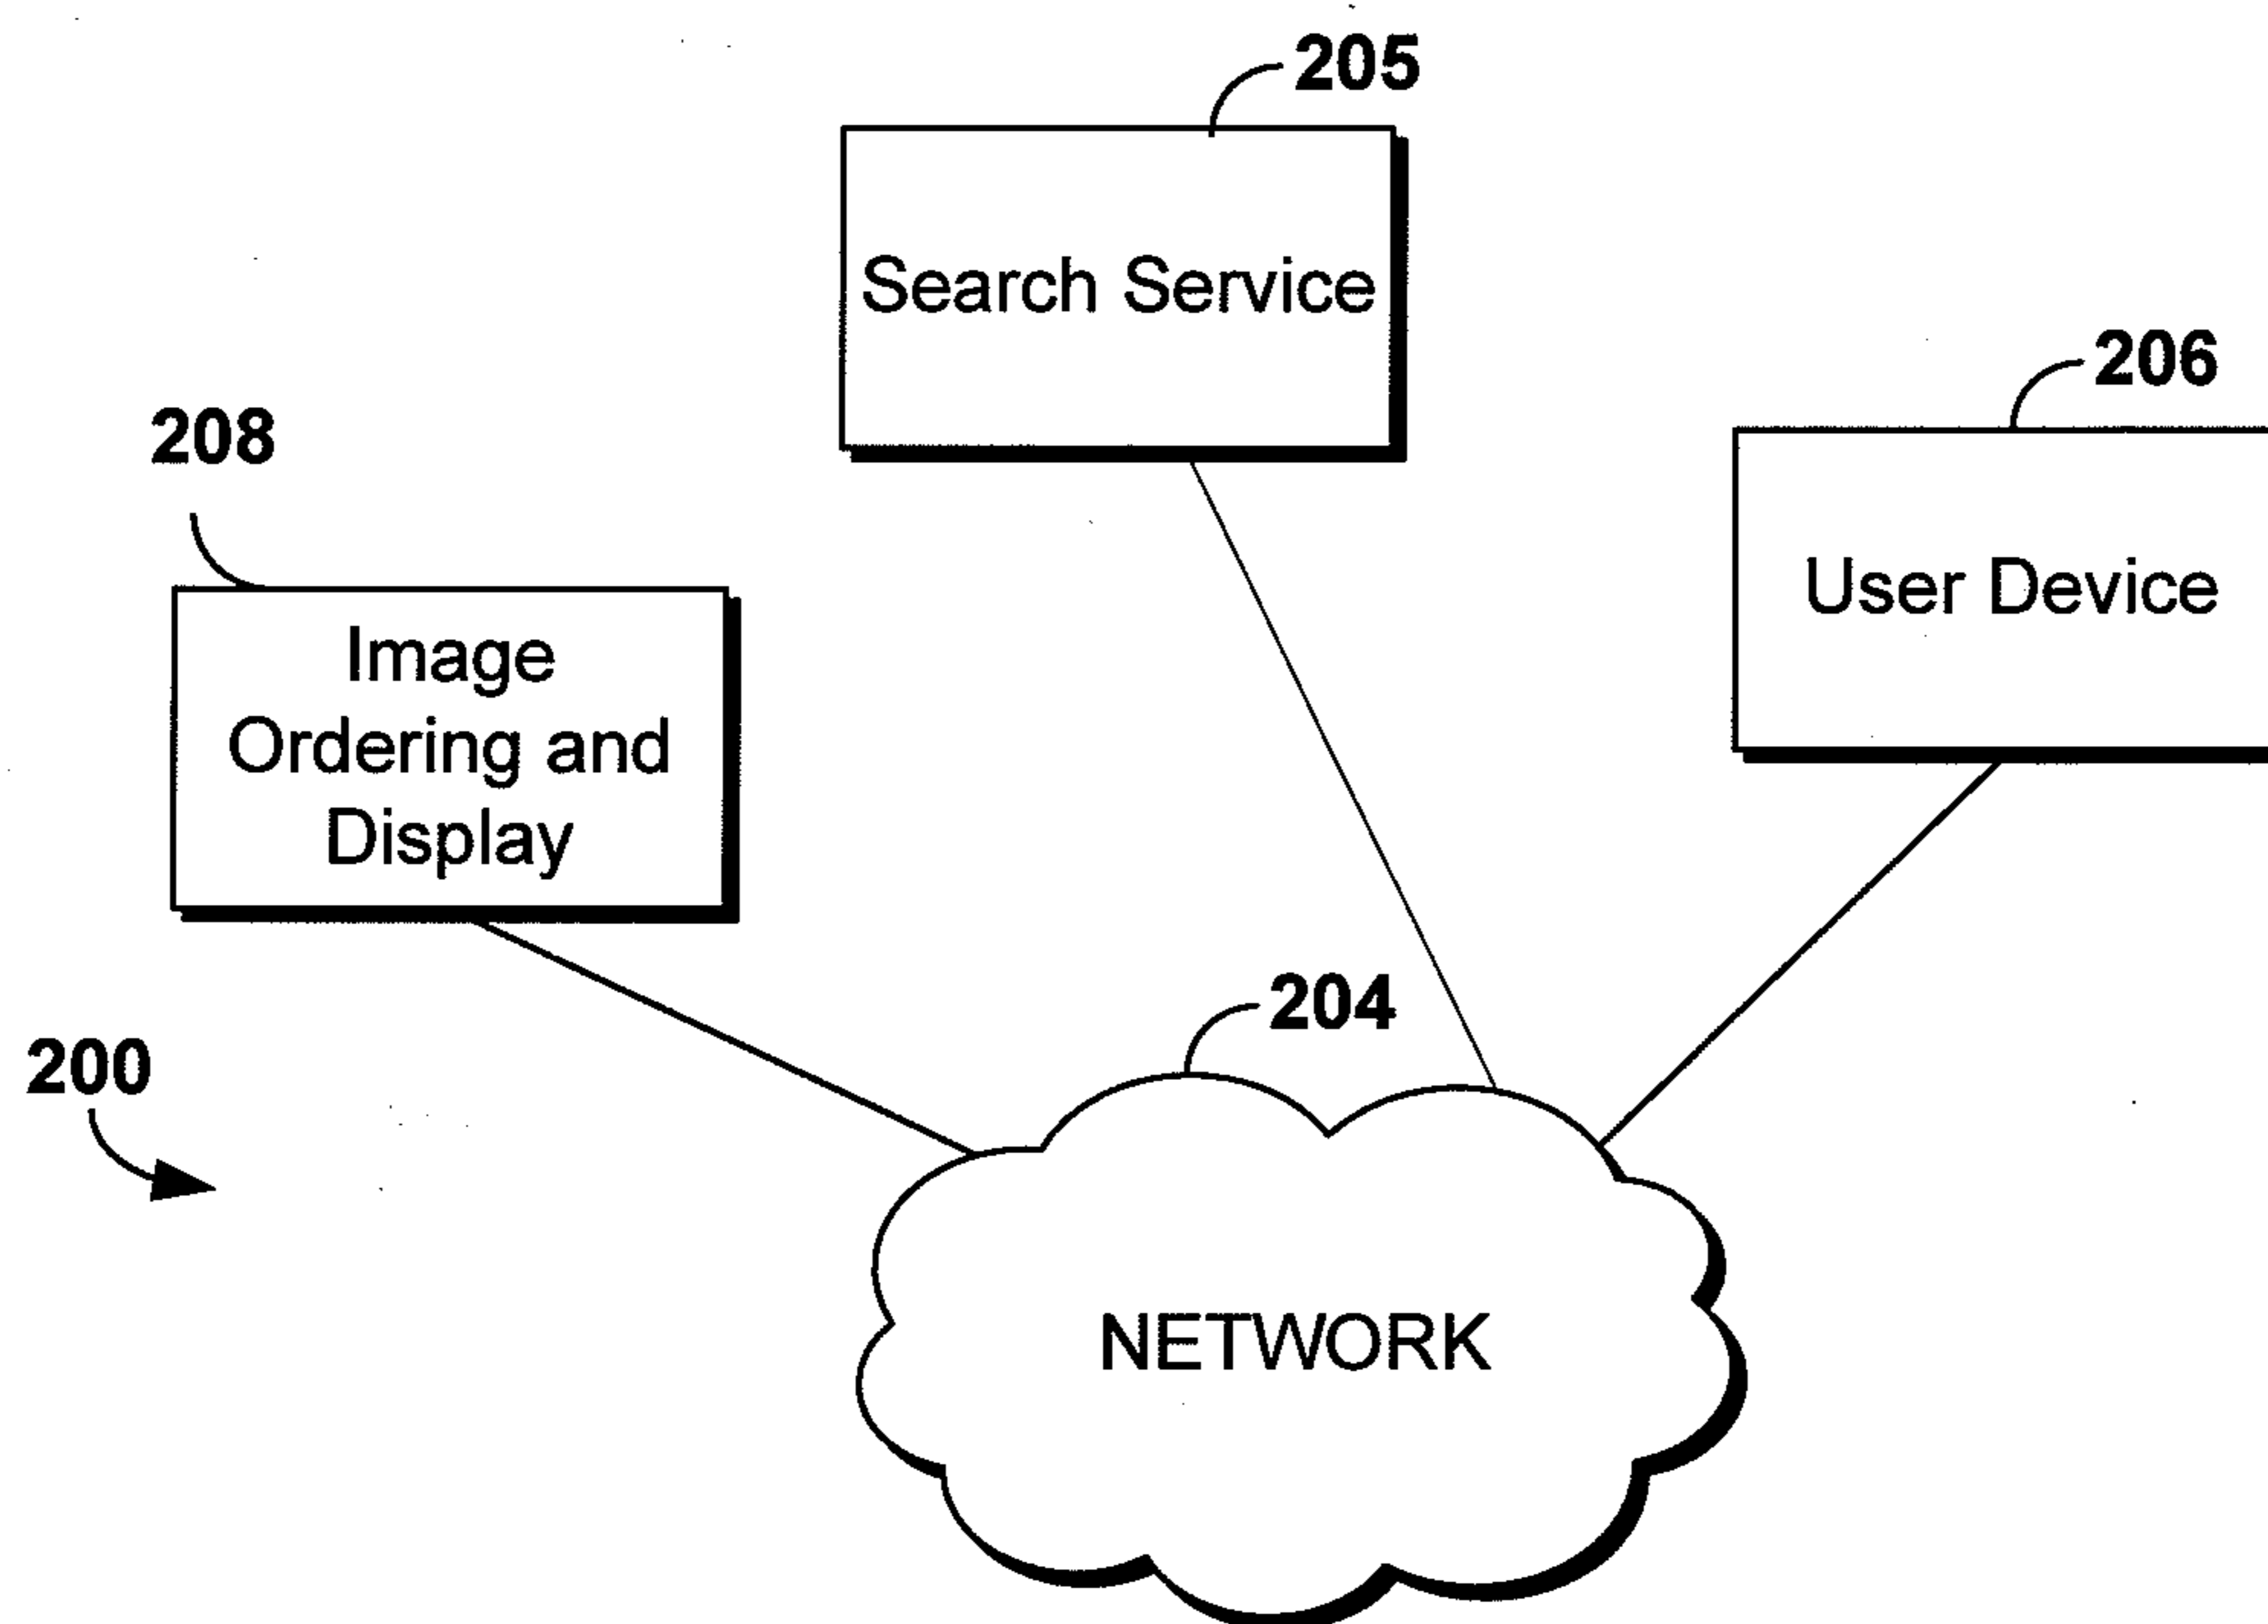 205
Search Service
206
User Device
208
Image
Ordering and
Display
204
200
NETWORK